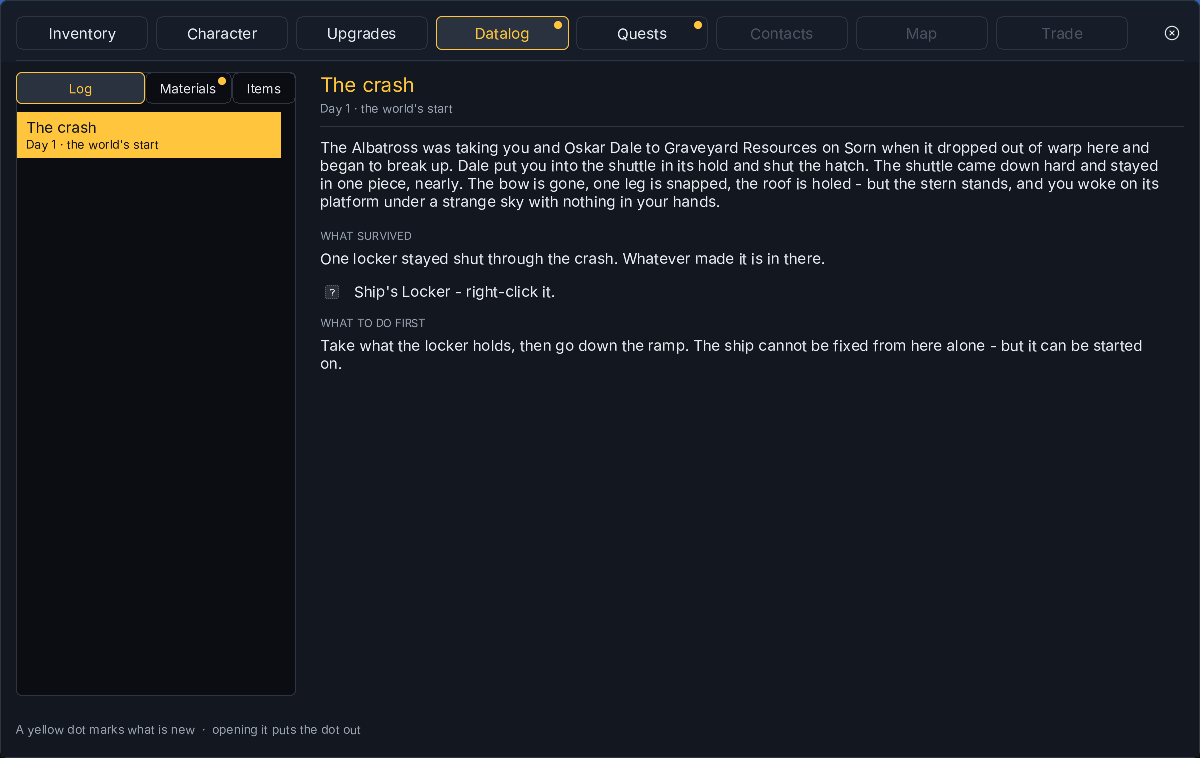 Inventory
Character
Upgrades
Datalog
Quests
Contacts
Map
Trade
Log
Materials
Items
The crash
Day 1 · the world's start
The crash
Day 1 · the world's start
The Albatross was taking you and Oskar Dale to Graveyard Resources on Sorn when it dropped out of warp here and
began to break up. Dale put you into the shuttle in its hold and shut the hatch. The shuttle came down hard and stayed
in one piece, nearly. The bow is gone, one leg is snapped, the roof is holed - but the stern stands, and you woke on its
platform under a strange sky with nothing in your hands.
WHAT SURVIVED
One locker stayed shut through the crash. Whatever made it is in there.
? Ship's Locker - right-click it.
WHAT TO DO FIRST
Take what the locker holds, then go down the ramp. The ship cannot be fixed from here alone - but it can be started
on.
A yellow dot marks what is new · opening it puts the dot out